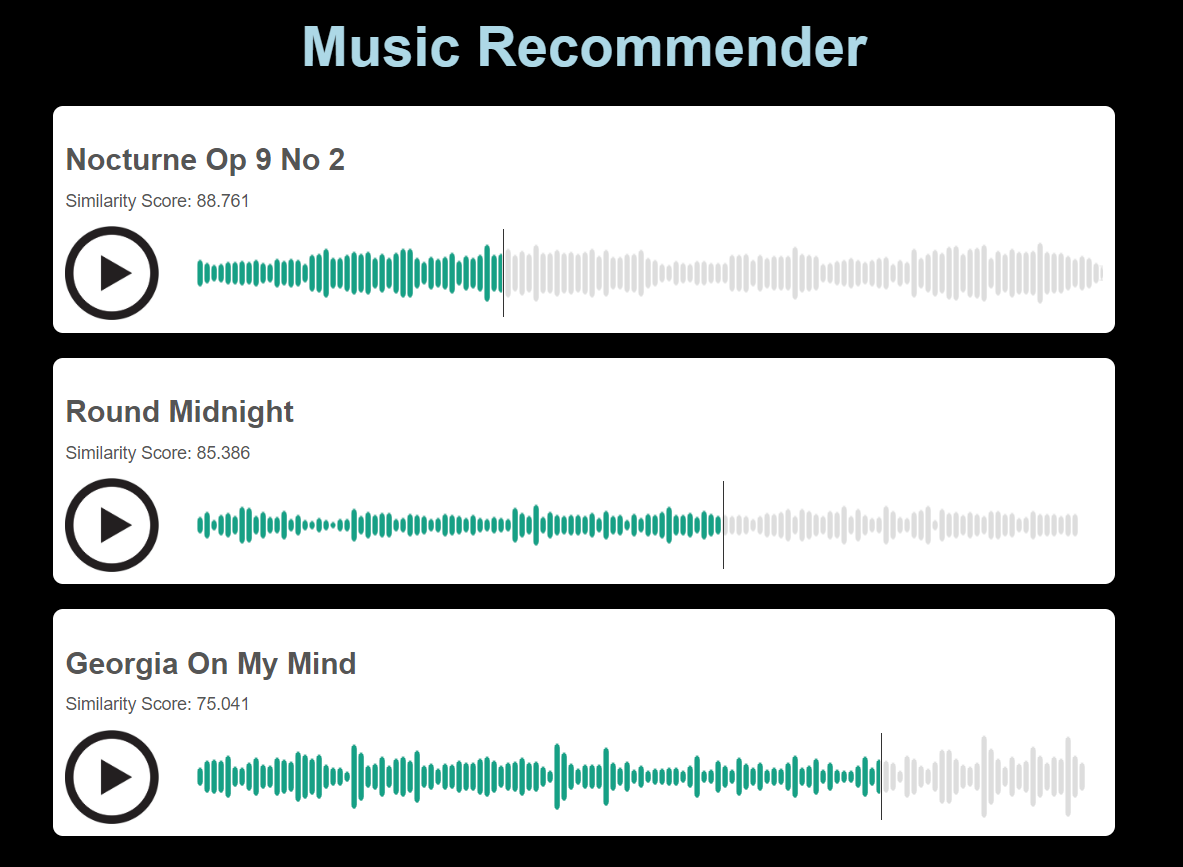 Music Recommender
Nocturne Op 9 No 2
Similarity Score: 88.761
Round Midnight
Similarity Score: 85.386
Georgia On My Mind
Similarity Score: 75.041